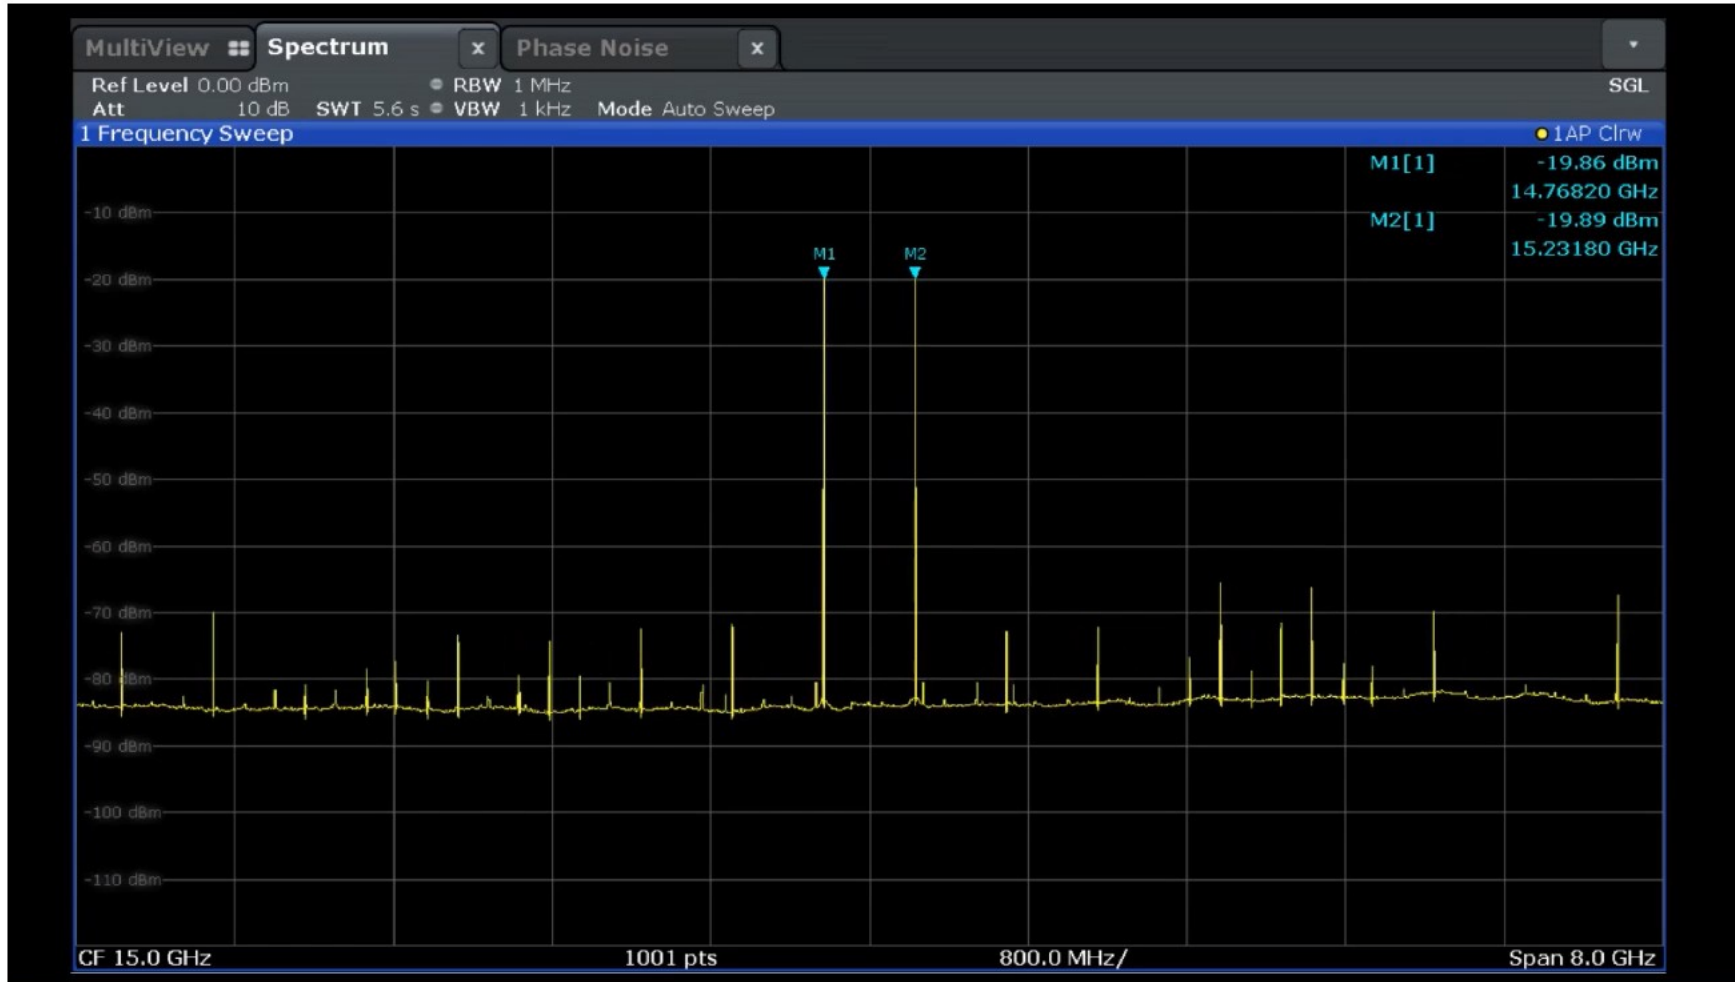 MultiView Spectrum x Phase Noise x
Ref Level 0.00 dBm RBW 1 MHz SGL
Att 10 dB SWT 5.6 s VBW 1 kHz Mode Auto Sweep
1 Frequency Sweep 1AP Clrw
M1[1] -19.86 dBm
14.76820 GHz
-10 dBm M2[1] -19.89 dBm
15.23180 GHz
M1 M2
-20 dBm
-30 dBm
-40 dBm
-50 dBm
-60 dBm
-70 dBm
-80 dBm
-90 dBm
-100 dBm
-110 dBm
CF 15.0 GHz 1001 pts 800.0 MHz/ Span 8.0 GHz